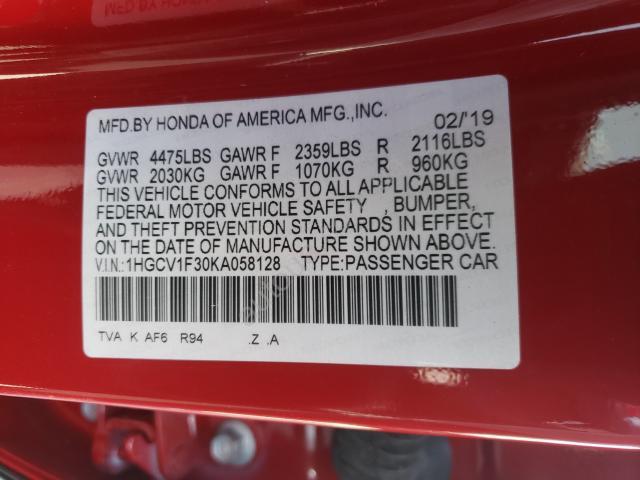 MFD.BY HONDA OF AMERICA MFG.,INC. 02/'19
GVWR 4475LBS GAWR F 2359LBS R 2116LBS
GVWR 2030KG GAWR F 1070KG R 960KG
THIS VEHICLE CONFORMS TO ALL APPLICABLE
FEDERAL MOTOR VEHICLE SAFETY , BUMPER,
AND THEFT PREVENTION STANDARDS IN EFFECT
ON THE DATE OF MANUFACTURE SHOWN ABOVE.
V.I.N.:1HGCV1F30KA058128 TYPE:PASSENGER CAR
TVA K AF6 R94 .Z .A